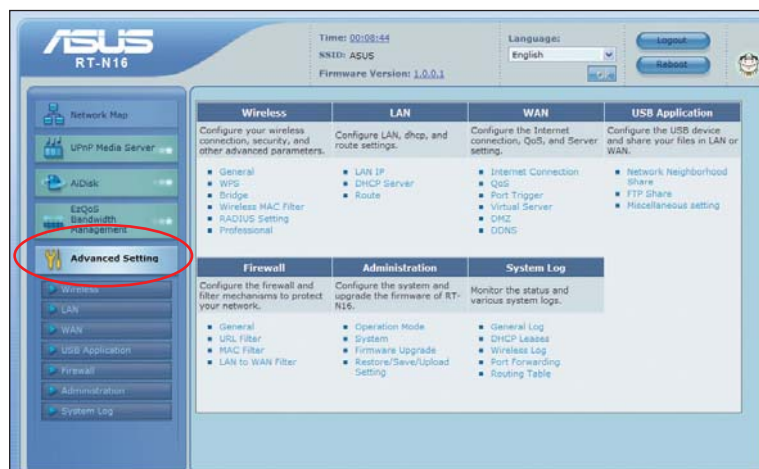 ASUS
RT-N16
Time: 00:08:44
SSID: ASUS
Firmware Version: 1.0.0.1
Language:
English
Logout
Reboot
Network Map
UPnP Media Server
AiDisk
EzQoS
Bandwidth
Management
Advanced Setting
Wireless
LAN
WAN
USB Application
Firewall
Administration
System Log
Wireless
Configure your wireless
connection, security, and
other advanced parameters.
General
WPS
Bridge
Wireless MAC Filter
RADIUS Setting
Professional
LAN
Configure LAN, dhcp, and
route settings.
LAN IP
DHCP Server
Route
WAN
Configure the Internet
connection, QoS, and Server
setting.
Internet Connection
QoS
Port Trigger
Virtual Server
DMZ
DDNS
USB Application
Configure the USB device
and share your files in LAN or
WAN.
Network Neighborhood
Share
FTP Share
Miscellaneous setting
Firewall
Configure the firewall and
filter mechanisms to protect
your network.
General
URL Filter
MAC Filter
LAN to WAN Filter
Administration
Configure the system and
upgrade the firmware of RT-
N16.
Operation Mode
System
Firmware Upgrade
Restore/Save/Upload
Setting
System Log
Monitor the status and
various system logs.
General Log
DHCP Leases
Wireless Log
Port Forwarding
Routing Table